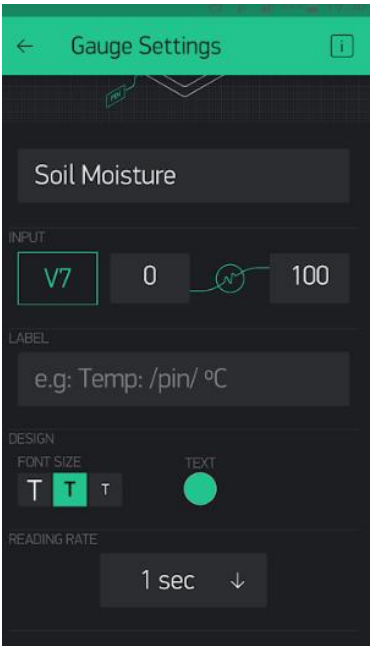 Gauge Settings
i
PIN
Soil Moisture
INPUT
V7 0 100
LABEL
e.g: Temp: /pin/ ºC
DESIGN
FONT SIZE TEXT
T T T
READING RATE
1 sec